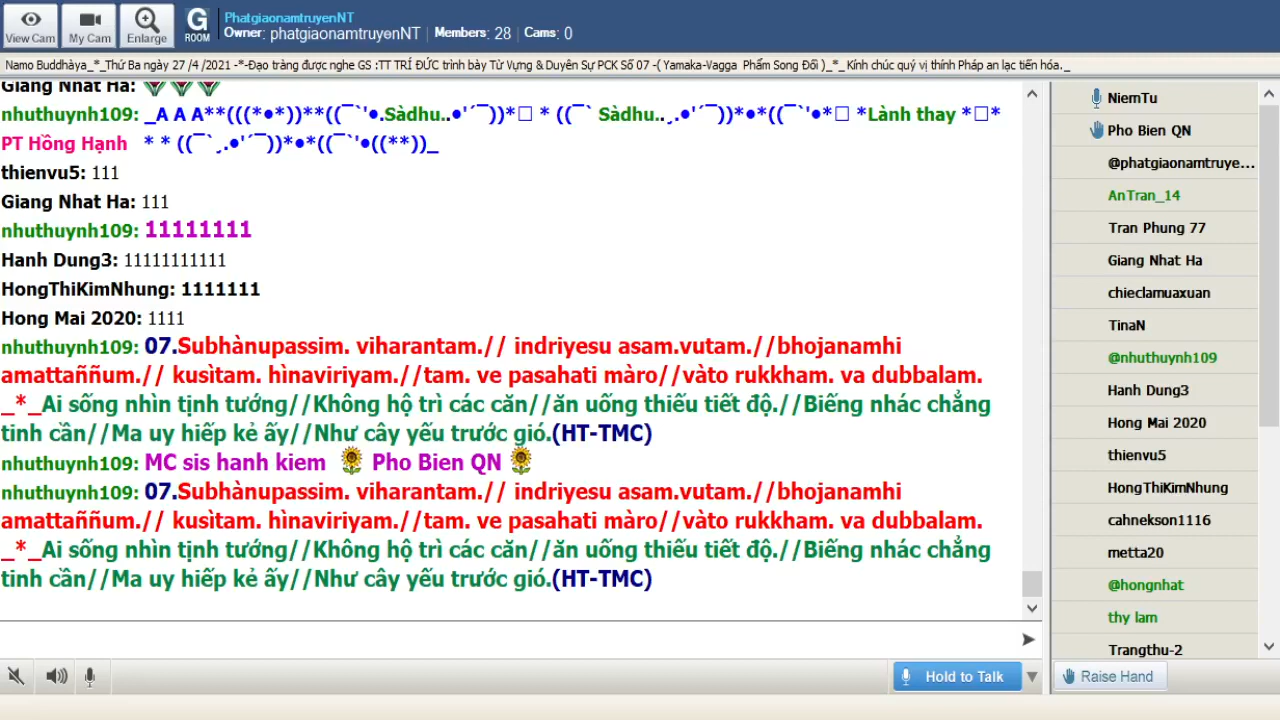 View Cam
My Cam
Enlarge
G
ROOM
PhatgiaonamtruyenNT
Owner: phatgiaonamtruyenNT | Members: 28 | Cams: 0
Namo Buddhàya_*_Thứ Ba ngày 27 /4 /2021 -*-Đạo tràng được nghe GS :TT TRÍ ĐỨC trình bày Từ Vựng & Duyên Sự PCK Số 07 -( Yamaka-Vagga Phẩm Song Đối )_*_ Kính chúc quý vị thính Pháp an lạc tiến hóa._
Giang Nhat Ha:
nhuthuynh109: _A A A**(((*●*))**((¯`'●.Sàdhu..●'´¯))*□ * ((¯` Sàdhu..¸.●'´¯))*●*((¯`'●*□ *Lành thay *□*
PT Hồng Hạnh * * ((¯`¸.●'´¯))*●*((¯`'●((**))_
thienvu5: 111
Giang Nhat Ha: 111
nhuthuynh109: 11111111
Hanh Dung3: 11111111111
HongThiKimNhung: 1111111
Hong Mai 2020: 1111
nhuthuynh109: 07.Subhànupassim. viharantam.// indriyesu asam.vutam.//bhojanamhi
amattaññum.// kusìtam. hìnaviriyam.//tam. ve pasahati màro//vàto rukkham. va dubbalam.
_*_Ai sống nhìn tịnh tướng//Không hộ trì các căn//ăn uống thiếu tiết độ.//Biếng nhác chẳng
tinh cần//Ma uy hiếp kẻ ấy//Như cây yếu trước gió.(HT-TMC)
nhuthuynh109: MC sis hanh kiem Pho Bien QN
nhuthuynh109: 07.Subhànupassim. viharantam.// indriyesu asam.vutam.//bhojanamhi
amattaññum.// kusìtam. hìnaviriyam.//tam. ve pasahati màro//vàto rukkham. va dubbalam.
_*_Ai sống nhìn tịnh tướng//Không hộ trì các căn//ăn uống thiếu tiết độ.//Biếng nhác chẳng
tinh cần//Ma uy hiếp kẻ ấy//Như cây yếu trước gió.(HT-TMC)
Hold to Talk
NiemTu
Pho Bien QN
@phatgiaonamtruye...
AnTran_14
Tran Phung 77
Giang Nhat Ha
chieclamuaxuan
TinaN
@nhuthuynh109
Hanh Dung3
Hong Mai 2020
thienvu5
HongThiKimNhung
cahnekson1116
metta20
@hongnhat
thy lam
Trangthu-2
Raise Hand